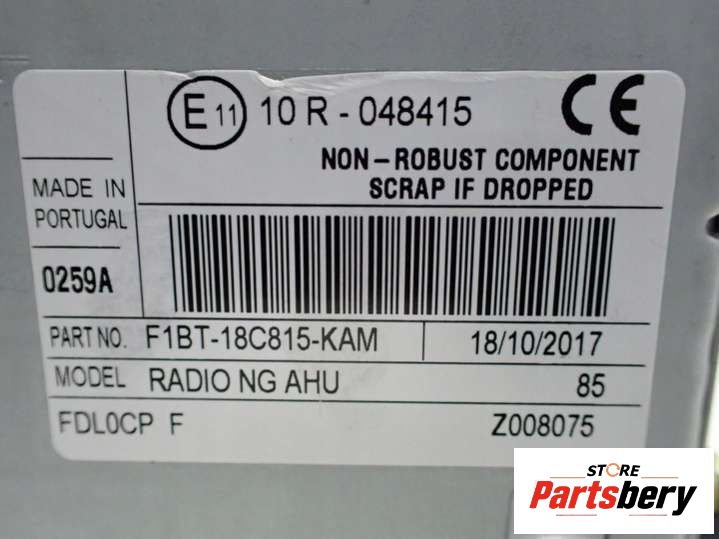 E 11 10 R - 048415 CE
NON - ROBUST COMPONENT
SCRAP IF DROPPED
MADE IN
PORTUGAL
0259A
PART NO. F1BT-18C815-KAM 18/10/2017
MODEL RADIO NG AHU 85
FDL0CP F Z008075
STORE
Partsbery